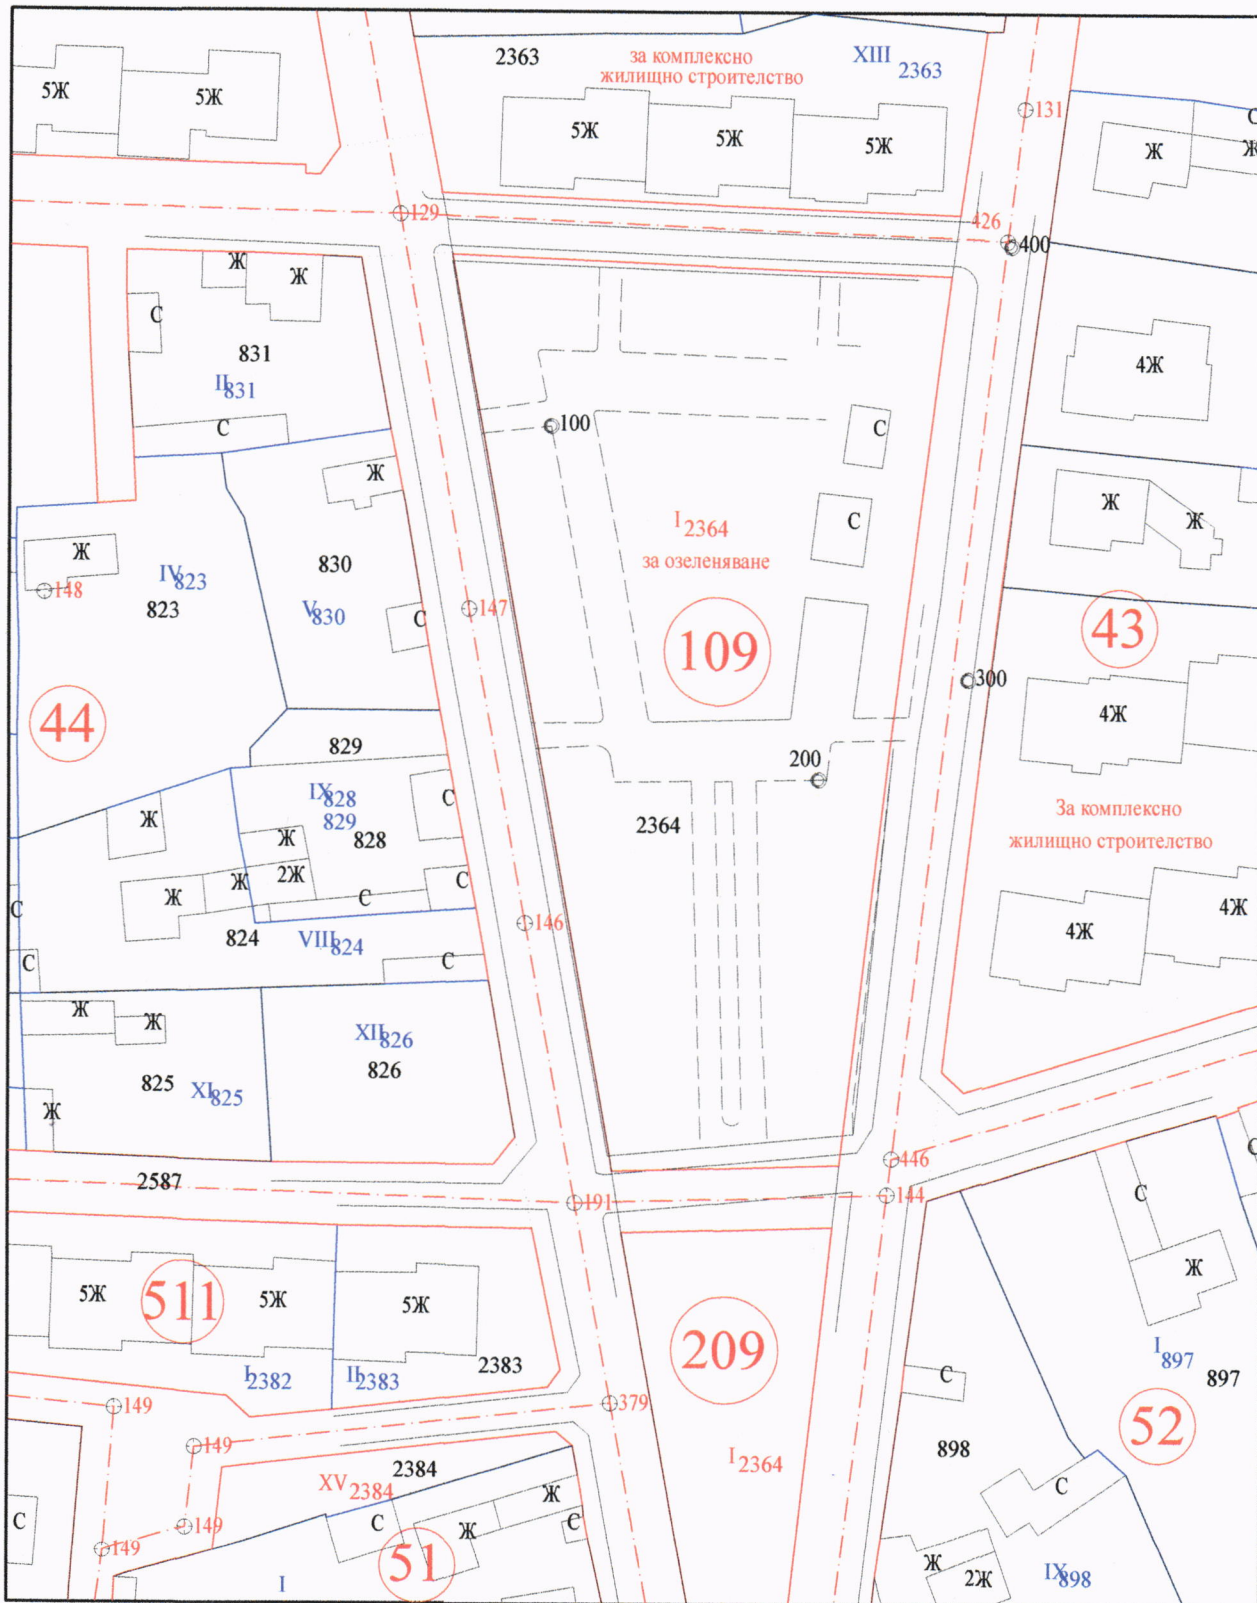 2363
за комплексно
жилищно строителство
XIII 2363
5Ж
5Ж
5Ж
5Ж
5Ж
131
С
Ж
Ж
129
426
400
Ж
Ж
С
831
II 831
С
4Ж
100
С
Ж
I 2364
за озеленяване
С
Ж
Ж
Ж
830
IV 823
148
823
V 830
С
147
109
43
300
44
829
4Ж
200
IX 828
829
С
2364
За комплексно
жилищно строителство
Ж
Ж
828
Ж
Ж
2Ж
С
С
С
4Ж
4Ж
146
824
VIII 824
С
С
Ж
Ж
XII 826
826
825
XI 825
Ж
446
2587
191
144
С
С
Ж
5Ж
511
5Ж
5Ж
209
I 2382
II 2383
2383
I 897
897
С
149
379
52
149
898
2384
XV 2384
I 2364
С
Ж
С
С
149
Ж
С
149
51
Ж
2Ж
IX 898
I